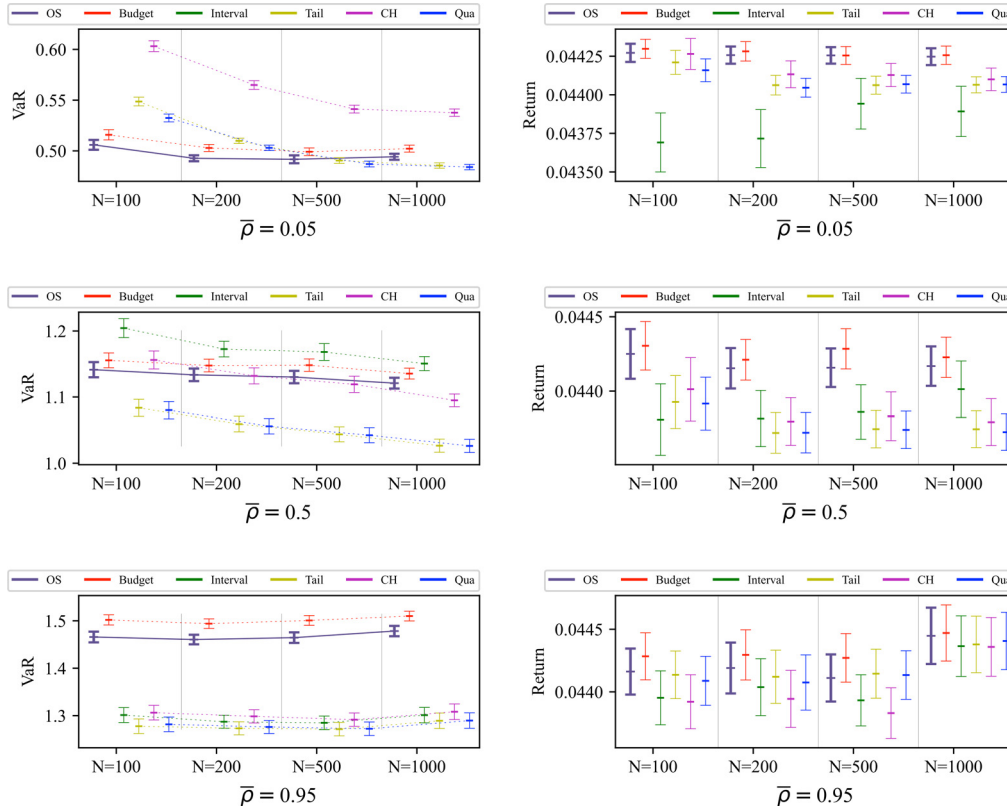 OS Budget Interval Tail CH Qua
VaR
0.60
0.55
0.50
N=100 N=200 N=500 N=1000
ρ̅ = 0.05
OS Budget Interval Tail CH Qua
Return
0.04425
0.04400
0.04375
0.04350
N=100 N=200 N=500 N=1000
ρ̅ = 0.05
OS Budget Interval Tail CH Qua
VaR
1.2
1.1
1.0
N=100 N=200 N=500 N=1000
ρ̅ = 0.5
OS Budget Interval Tail CH Qua
Return
0.0445
0.0440
N=100 N=200 N=500 N=1000
ρ̅ = 0.5
OS Budget Interval Tail CH Qua
VaR
1.5
1.4
1.3
N=100 N=200 N=500 N=1000
ρ̅ = 0.95
OS Budget Interval Tail CH Qua
Return
0.0445
0.0440
N=100 N=200 N=500 N=1000
ρ̅ = 0.95